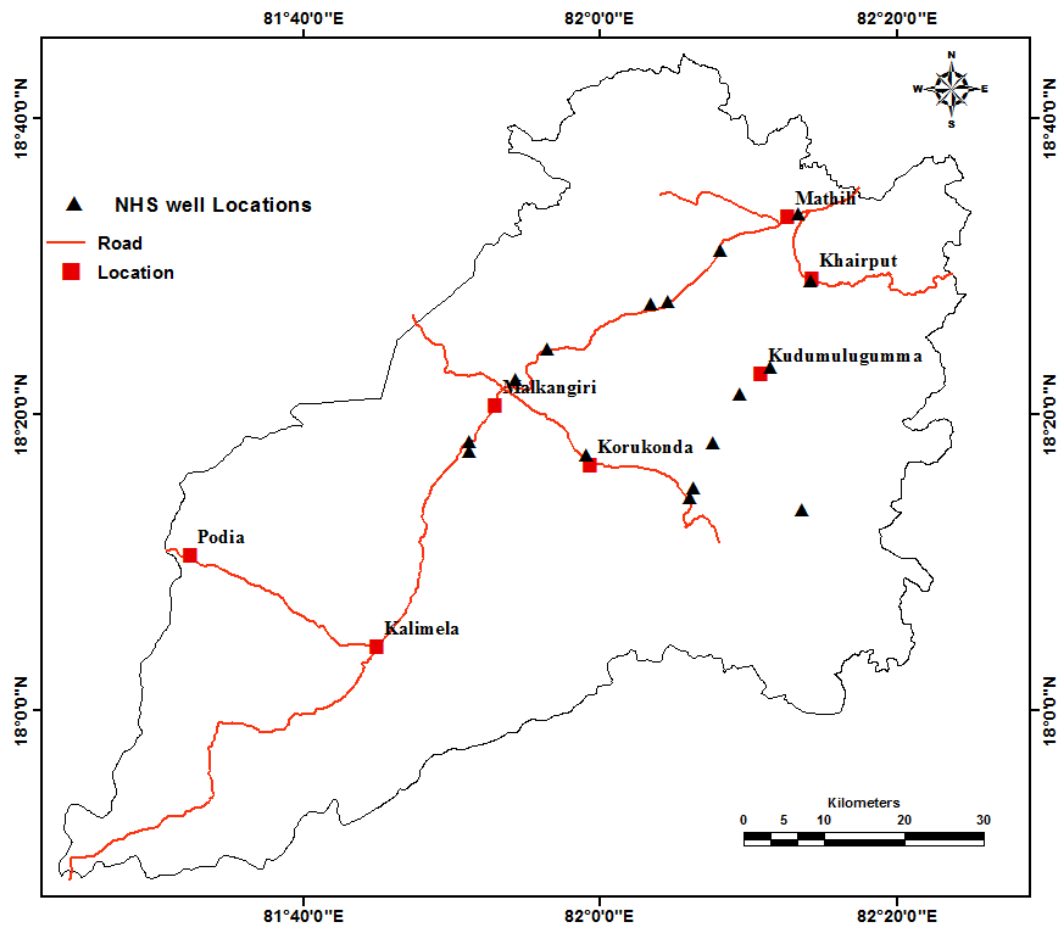 81°40'0"E
82°0'0"E
82°20'0"E
N
W
E
S
18°40'0"N
18°40'0"N
NHS well Locations
Road
Location
Mathili
Khairput
Kudumulugumma
Malkangiri
18°20'0"N
18°20'0"N
Korukonda
Podia
Kalimela
18°0'0"N
18°0'0"N
Kilometers
0 5 10 20 30
81°40'0"E
82°0'0"E
82°20'0"E